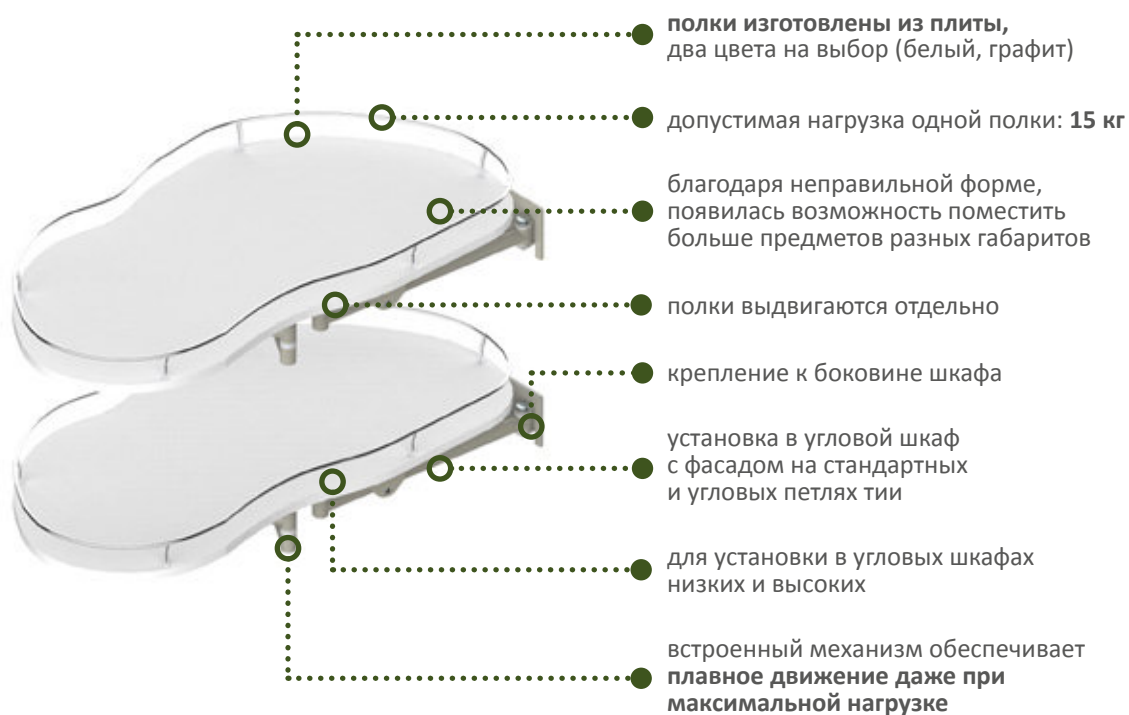 полки изготовлены из плиты,
два цвета на выбор (белый, графит)
допустимая нагрузка одной полки: 15 кг
благодаря неправильной форме,
появилась возможность поместить
больше предметов разных габаритов
полки выдвигаются отдельно
крепление к боковине шкафа
установка в угловой шкаф
с фасадом на стандартных
и угловых петлях тии
для установки в угловых шкафах
низких и высоких
встроенный механизм обеспечивает
плавное движение даже при
максимальной нагрузке